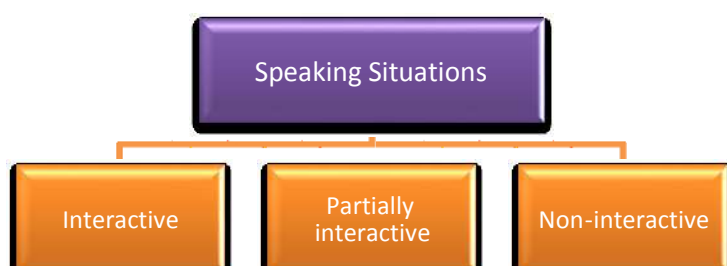 Speaking Situations
Interactive
Partially
interactive
Non-interactive